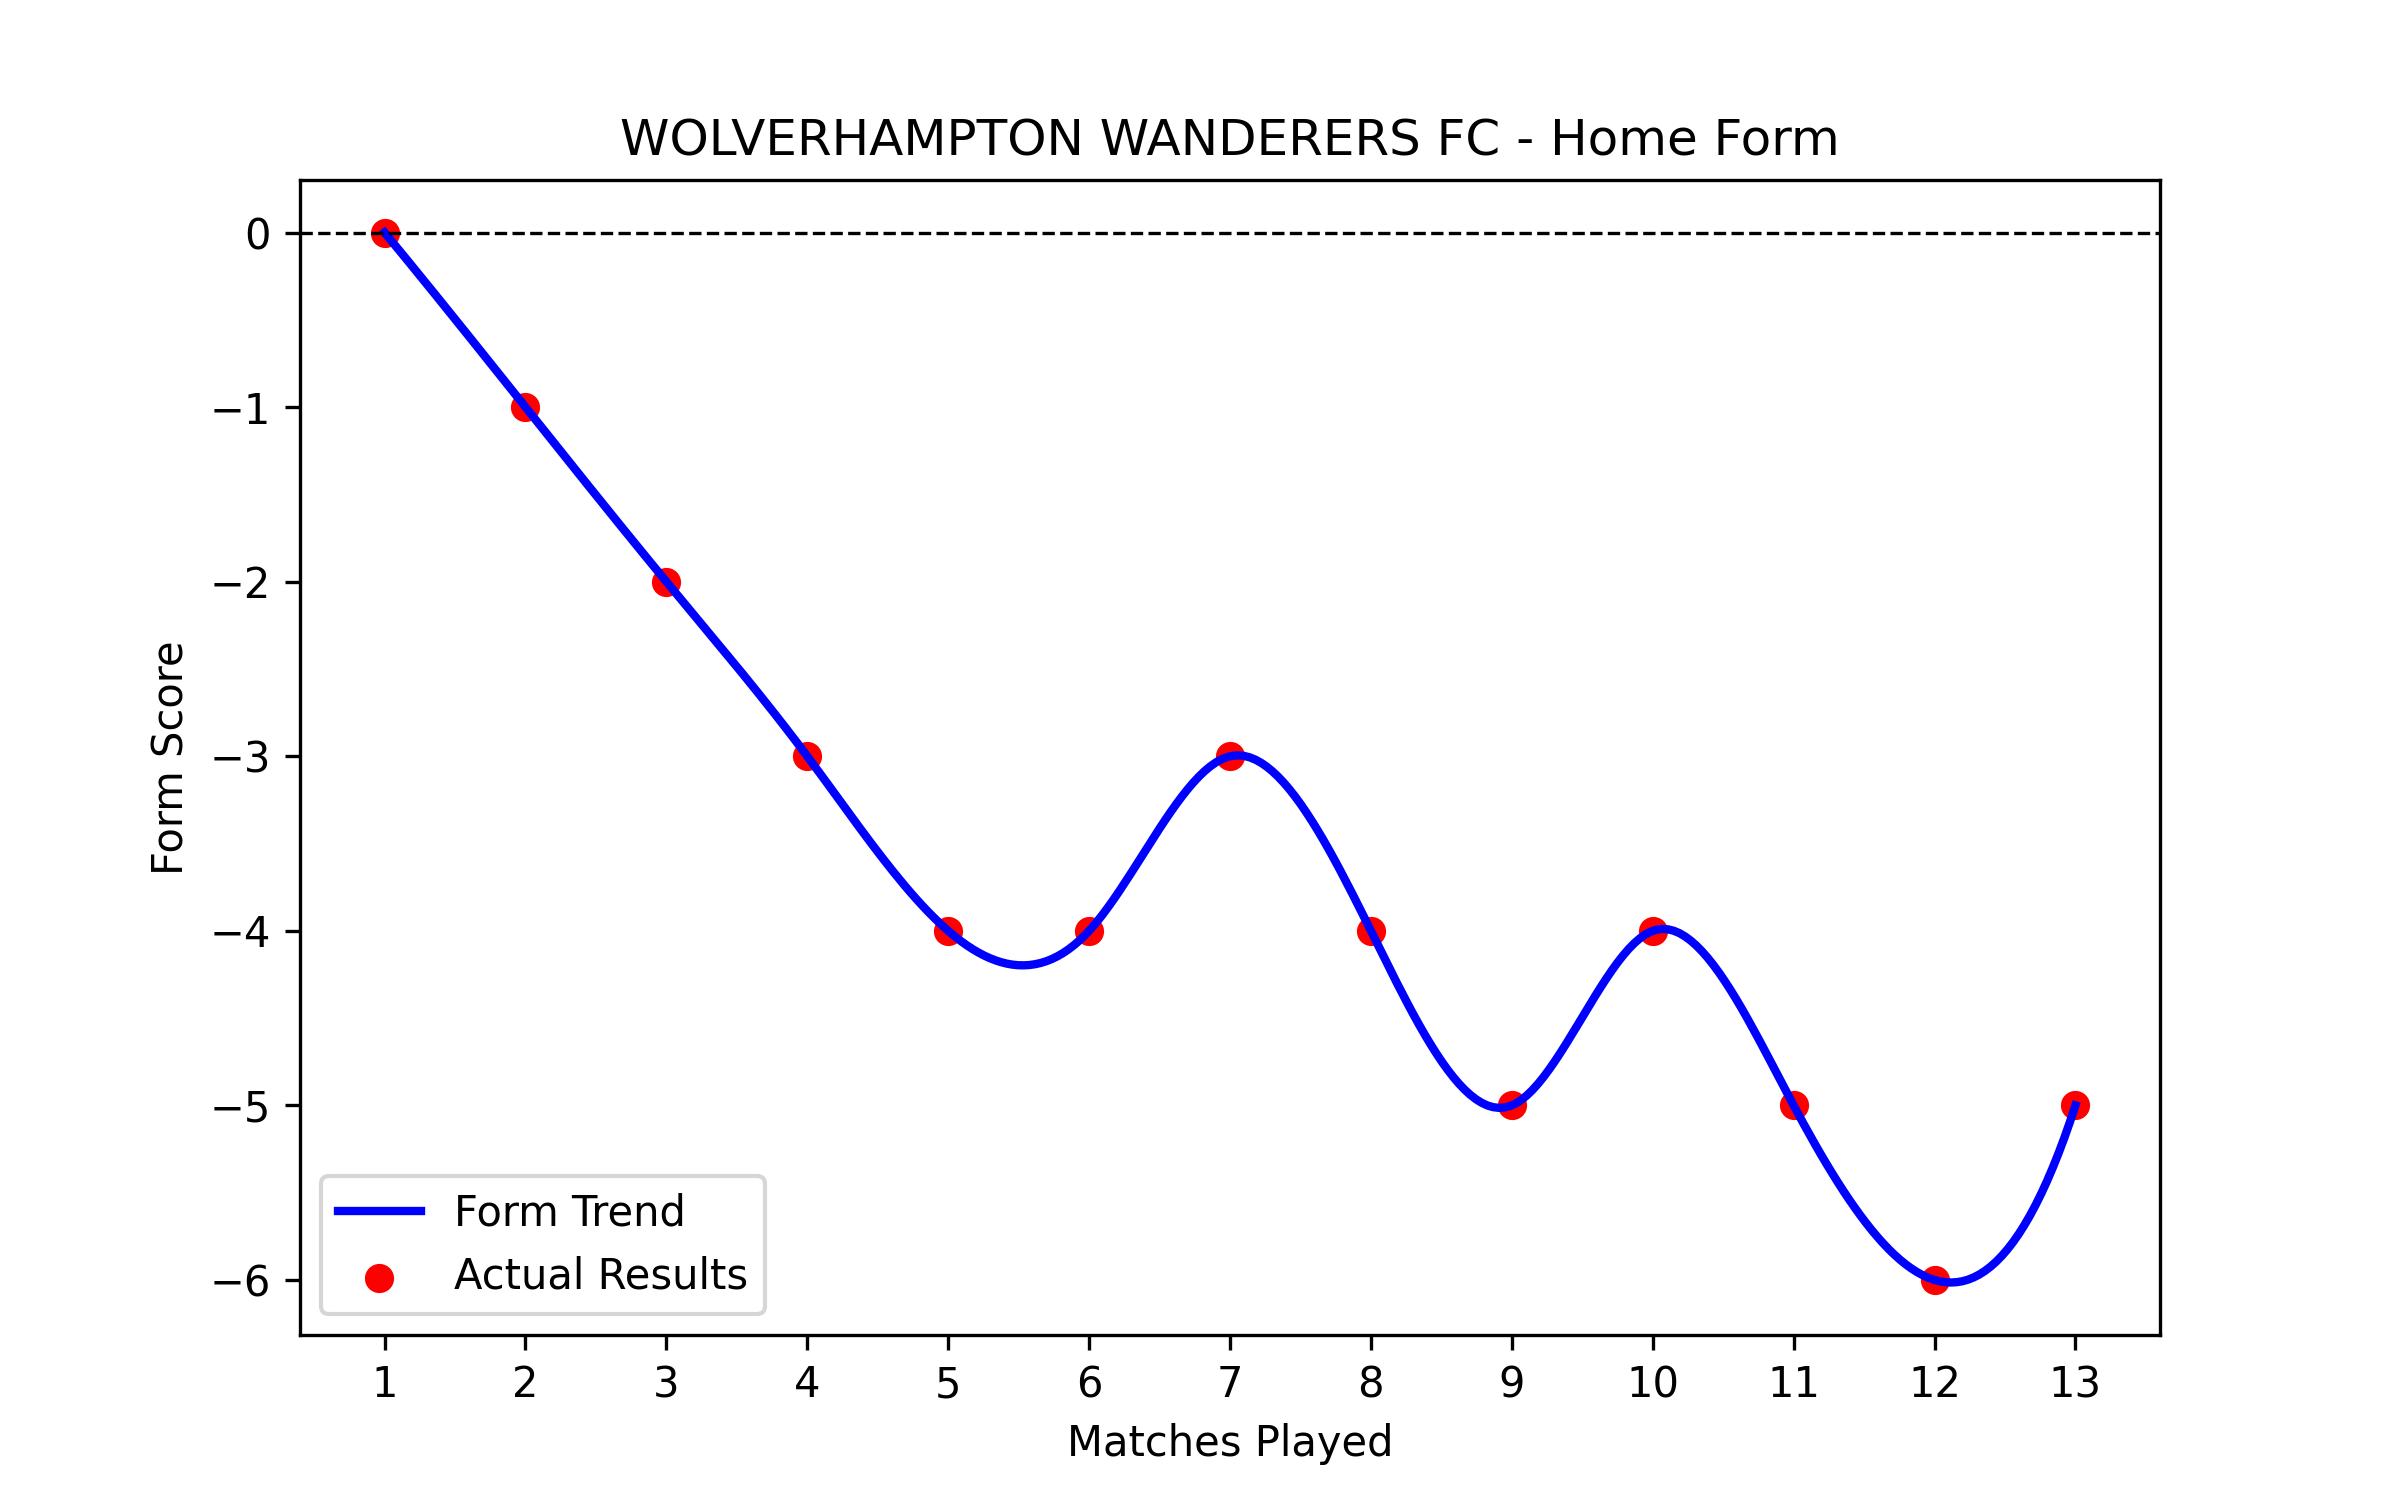 WOLVERHAMPTON WANDERERS FC - Home Form
0
−1
−2
−3
−4
−5
−6
Form Score
Form Trend
Actual Results
1 2 3 4 5 6 7 8 9 10 11 12 13
Matches Played